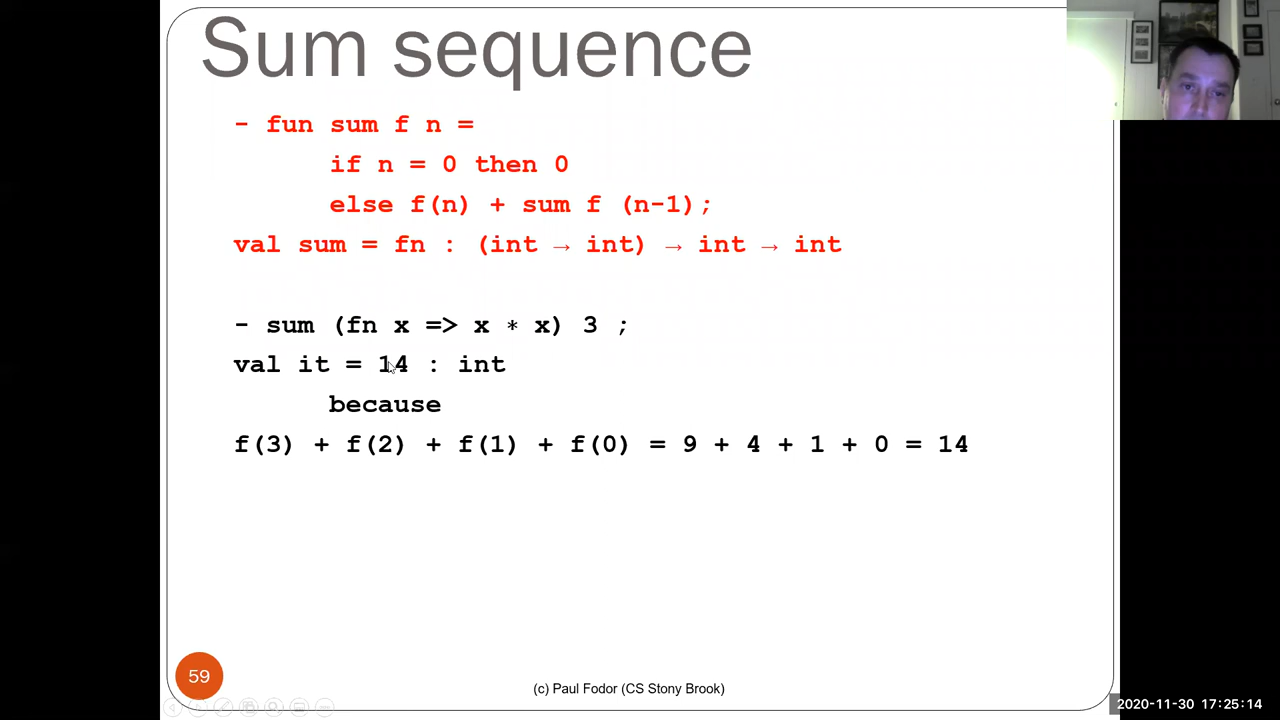 Sum sequence
- fun sum f n =
if n = 0 then 0
else f(n) + sum f (n-1);
val sum = fn : (int → int) → int → int
- sum (fn x => x * x) 3 ;
val it = 14 : int
because
f(3) + f(2) + f(1) + f(0) = 9 + 4 + 1 + 0 = 14
59
(c) Paul Fodor (CS Stony Brook)
2020-11-30 17:25:14